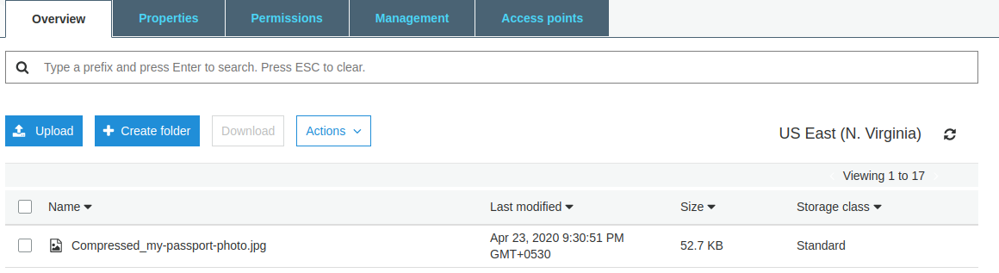 Overview Properties Permissions Management Access points
Type a prefix and press Enter to search. Press ESC to clear.
Upload Create folder Download Actions
US East (N. Virginia)
Viewing 1 to 17
Name Last modified Size Storage class
Compressed_my-passport-photo.jpg Apr 23, 2020 9:30:51 PM 52.7 KB Standard
GMT+0530